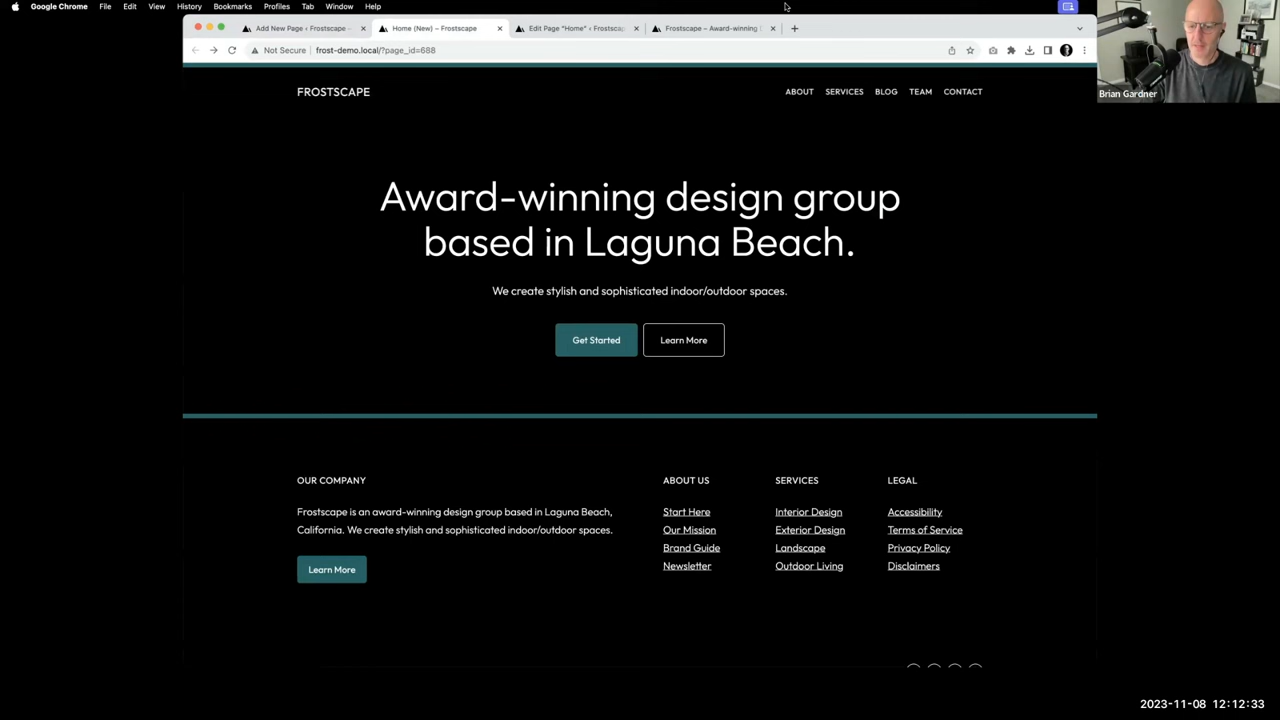 Google Chrome File Edit View History Bookmarks Profiles Tab Window Help
Add New Page ‹ Frostscape – Home (New) – Frostscape Edit Page "Home" ‹ Frostscap Frostscape – Award-winning
Not Secure frost-demo.local/?page_id=688
Brian Gardner
FROSTSCAPE ABOUT SERVICES BLOG TEAM CONTACT
Award-winning design group
based in Laguna Beach.
We create stylish and sophisticated indoor/outdoor spaces.
Get Started Learn More
OUR COMPANY
Frostscape is an award-winning design group based in Laguna Beach,
California. We create stylish and sophisticated indoor/outdoor spaces.
Learn More
ABOUT US
Start Here
Our Mission
Brand Guide
Newsletter
SERVICES
Interior Design
Exterior Design
Landscape
Outdoor Living
LEGAL
Accessibility
Terms of Service
Privacy Policy
Disclaimers
2023-11-08 12:12:33